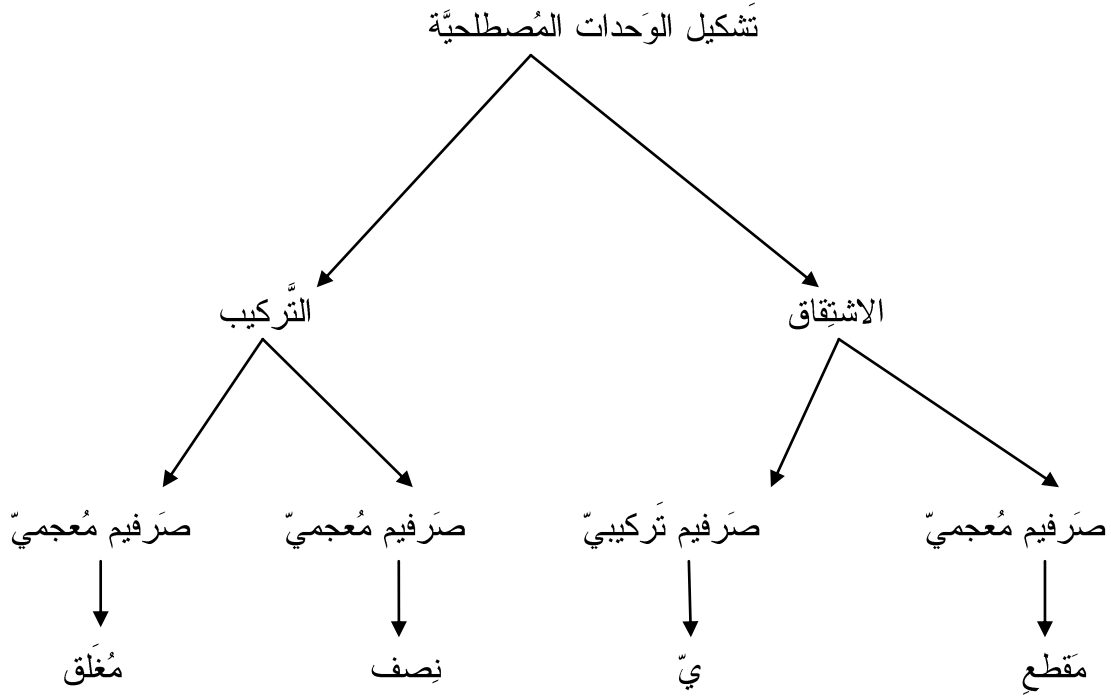 تَشكيل الوَحدات المُصطلحيَّة
الاشتِقاق
التَّركيب
صَرفيم مُعجميّ
صَرفيم تَركيبيّ
صَرفيم مُعجميّ
صَرفيم مُعجميّ
مَقطعِ
يّ
نِصف
مُغَلق